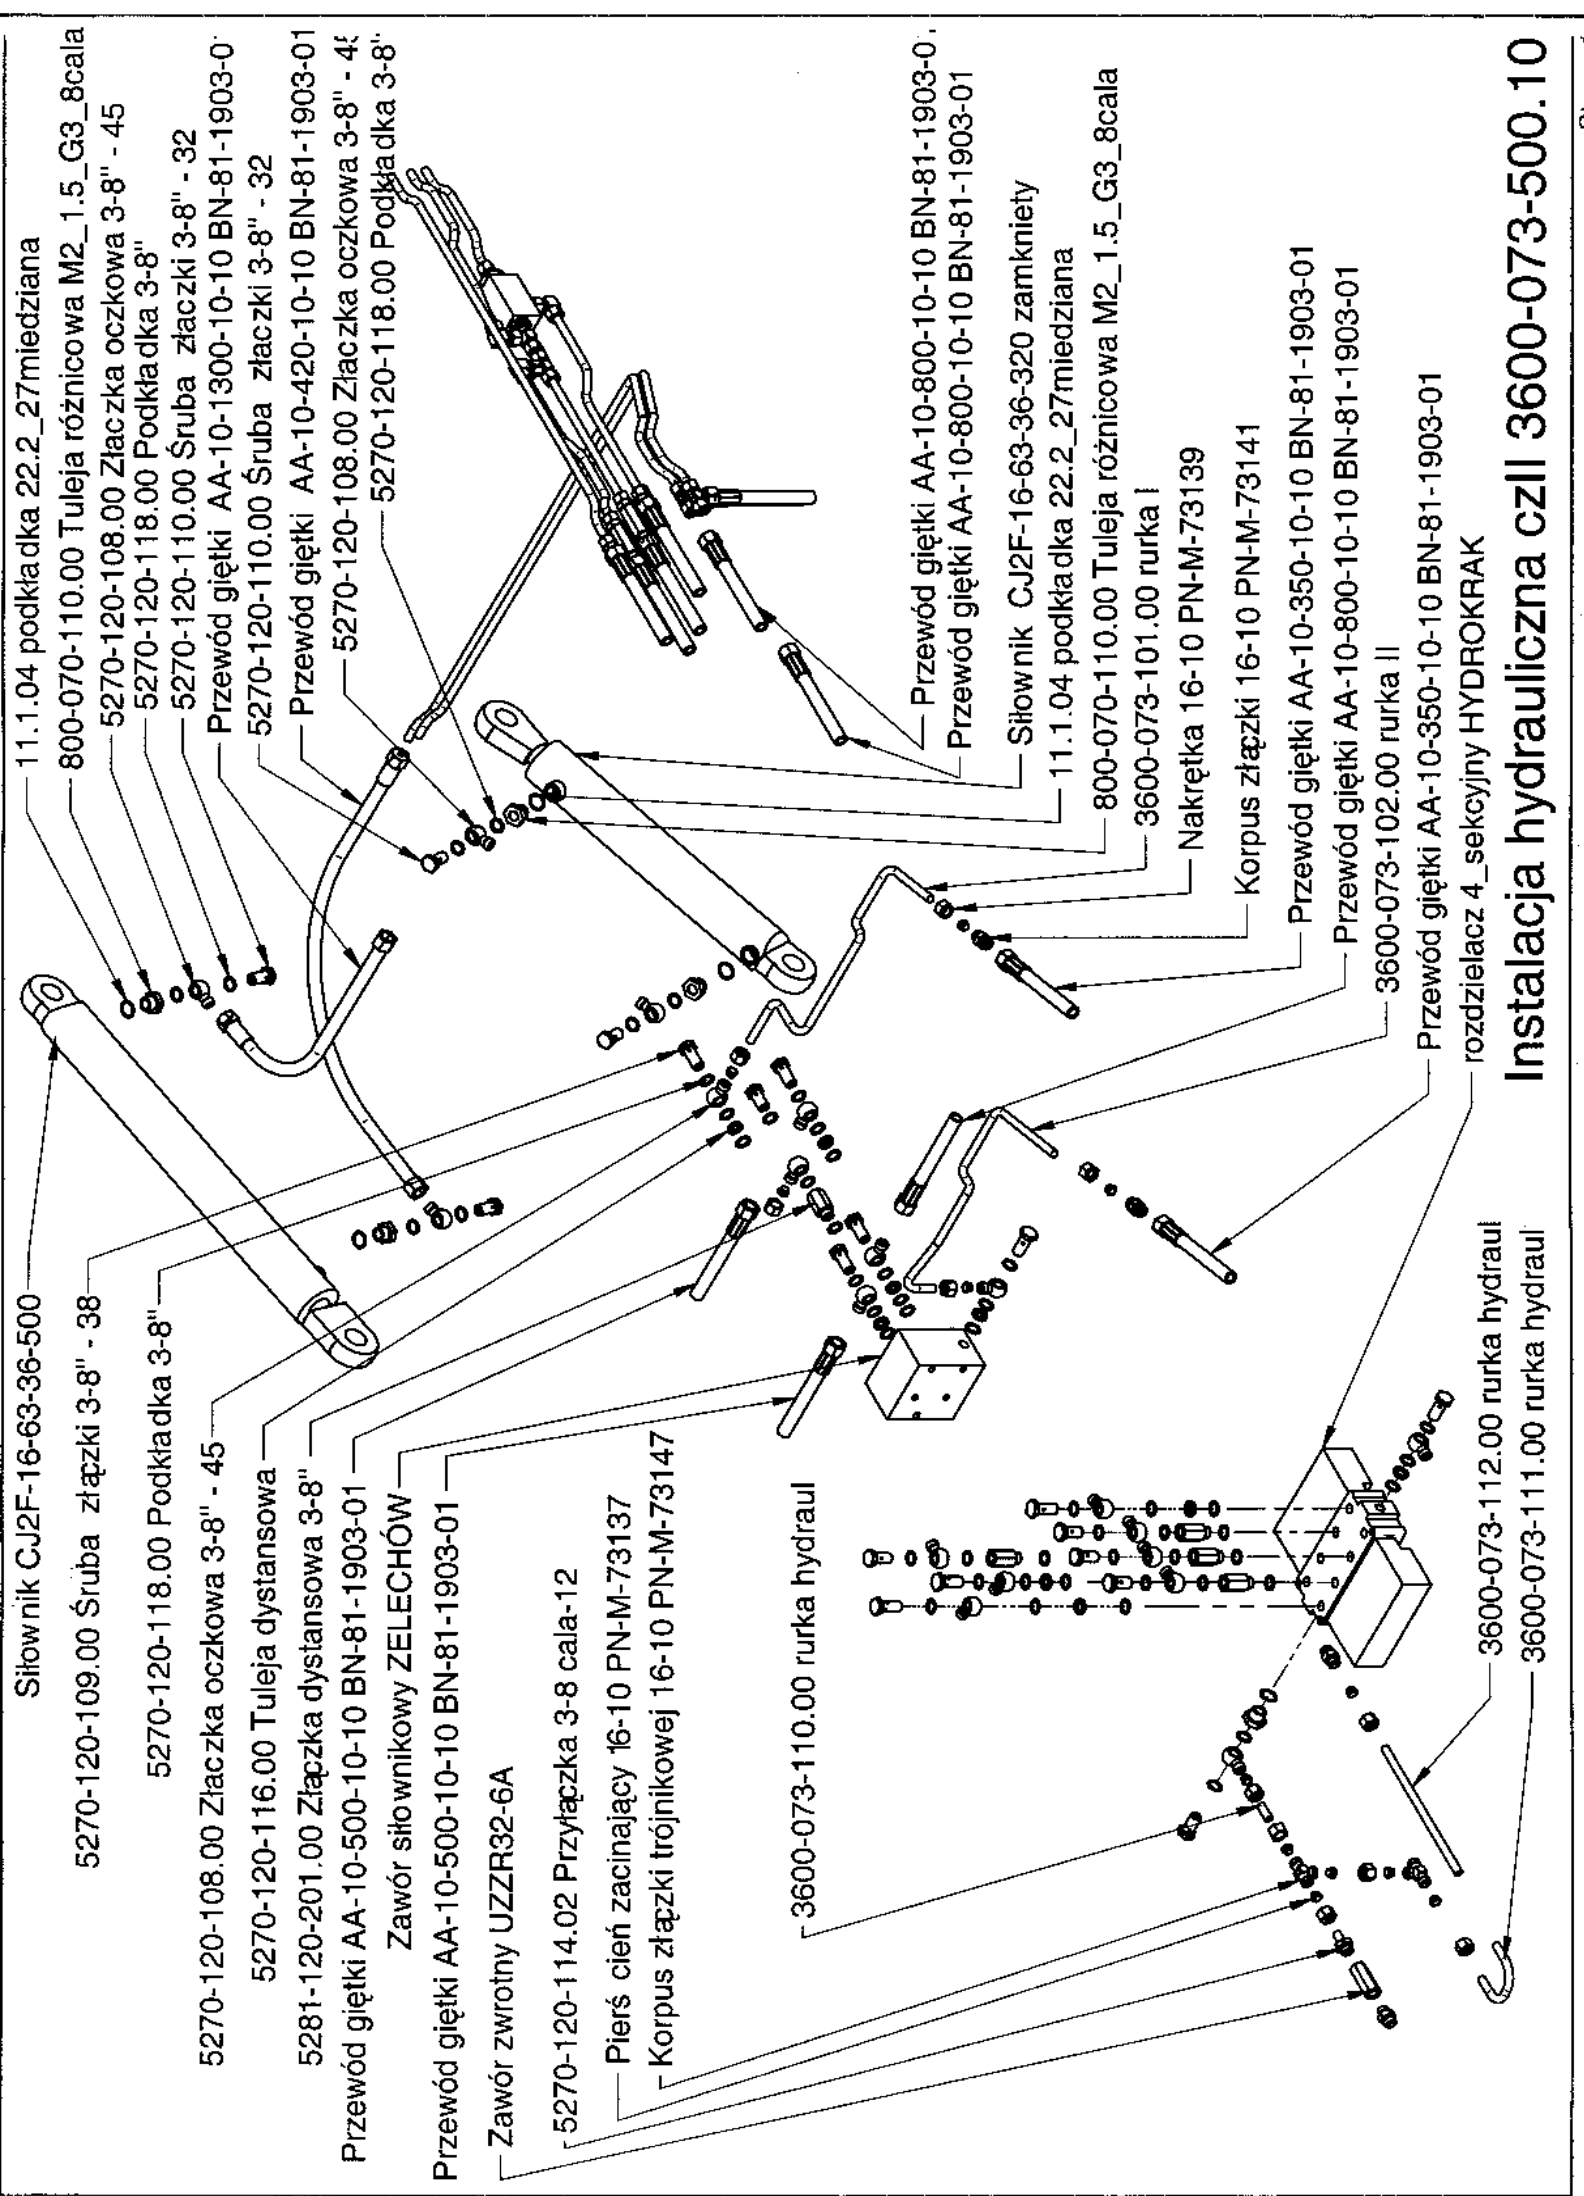 Siłownik CJ2F-16-63-36-500
5270-120-109.00 Śruba złączki 3-8" - 38
5270-120-118.00 Podkładka 3-8"
5270-120-108.00 Złaczka oczkowa 3-8" - 45
5270-120-116.00 Tuleja dystansowa
5281-120-201.00 Złączka dystansowa 3-8"
Przewód giętki AA-10-500-10-10 BN-81-1903-01
Zawór siłownikowy ZELECHÓW
Przewód giętki AA-10-500-10-10 BN-81-1903-01
Zawór zwrotny UZZR32-6A
5270-120-114.02 Przyłączka 3-8 cala-12
Pierś cień zacinający 16-10 PN-M-73137
Korpus złączki trójnikowej 16-10 PN-M-73147
3600-073-110.00 rurka hydraul
11.1.04 podkładka 22.2_27miedziana
800-070-110.00 Tuleja różnicowa M2_1.5_G3_8cala
5270-120-108.00 Złaczka oczkowa 3-8" - 45
5270-120-118.00 Podkładka 3-8"
5270-120-110.00 Śruba złaczki 3-8" - 32
Przewód giętki AA-10-1300-10-10 BN-81-1903-0
5270-120-110.00 Śruba złaczki 3-8" - 32
Przewód giętki AA-10-420-10-10 BN-81-1903-01
5270-120-108.00 Złaczka oczkowa 3-8" - 45
5270-120-118.00 Podkładka 3-8"
Przewód giętki AA-10-800-10-10 BN-81-1903-0
Przewód giętki AA-10-800-10-10 BN-81-1903-01
Siłownik CJ2F-16-63-36-320 zamkniety
11.1.04 podkładka 22.2_27miedziana
800-070-110.00 Tuleja różnicowa M2_1.5_G3_8cala
3600-073-101.00 rurka I
Nakrętka 16-10 PN-M-73139
Korpus złączki 16-10 PN-M-73141
Przewód giętki AA-10-350-10-10 BN-81-1903-01
Przewód giętki AA-10-800-10-10 BN-81-1903-01
3600-073-102.00 rurka II
Przewód giętki AA-10-350-10-10 BN-81-1903-01
rozdzielacz 4_sekcyjny HYDROKRAK
3600-073-112.00 rurka hydraul
3600-073-111.00 rurka hydraul
Instalacja hydrauliczna czII 3600-073-500.10